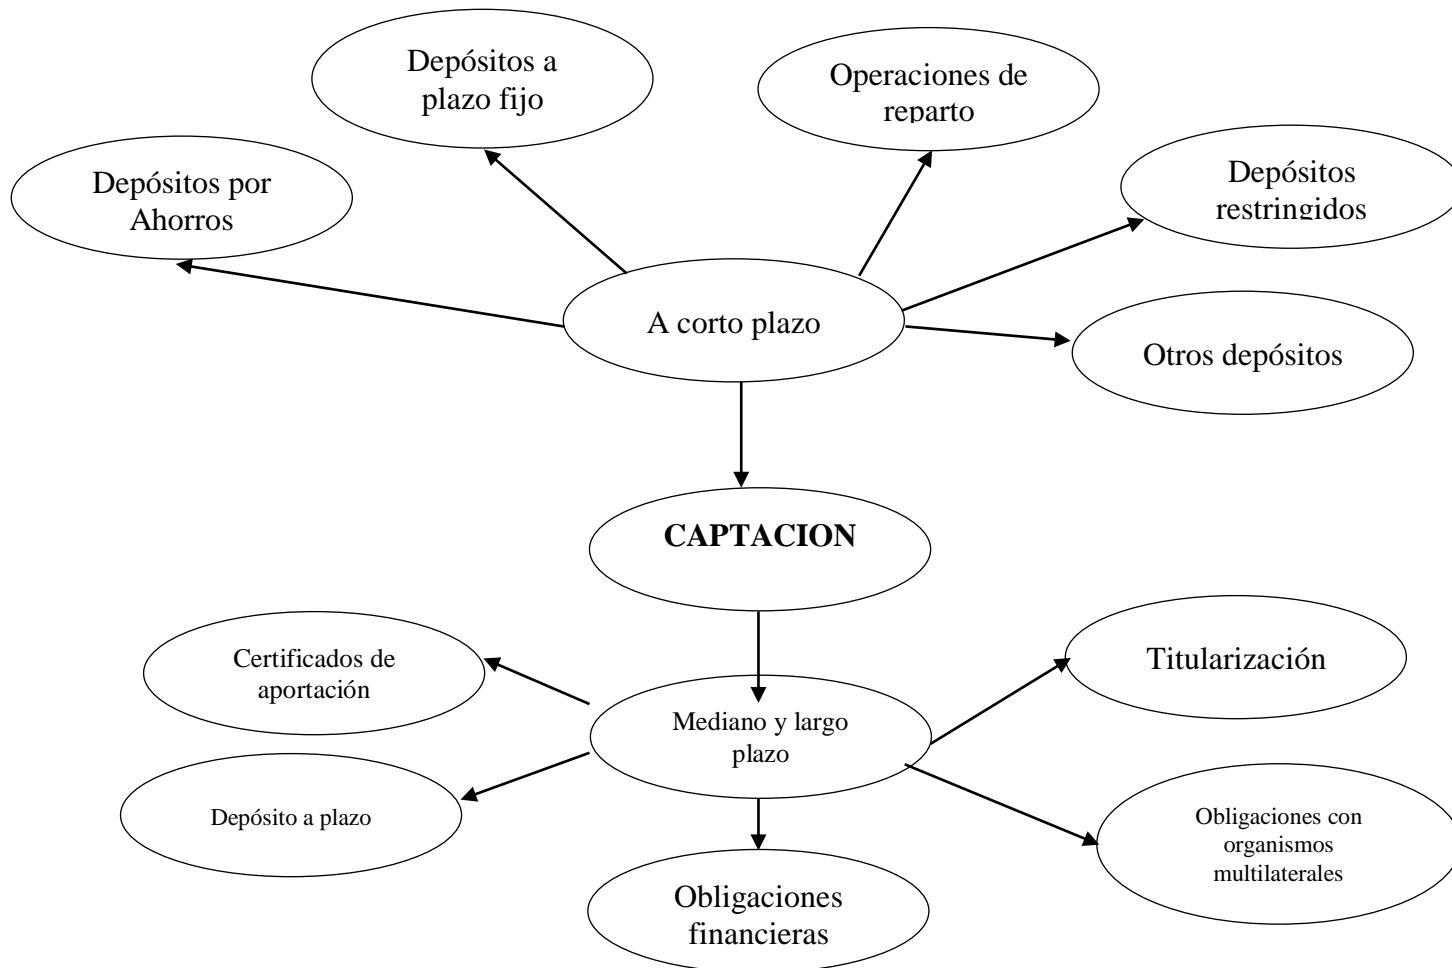 Depósitos a
plazo fijo
Operaciones de
reparto
Depósitos por
Ahorros
Depósitos
restringidos
A corto plazo
Otros depósitos
CAPTACION
Certificados de
aportación
Titularización
Mediano y largo
plazo
Depósito a plazo
Obligaciones con
organismos
multilaterales
Obligaciones
financieras